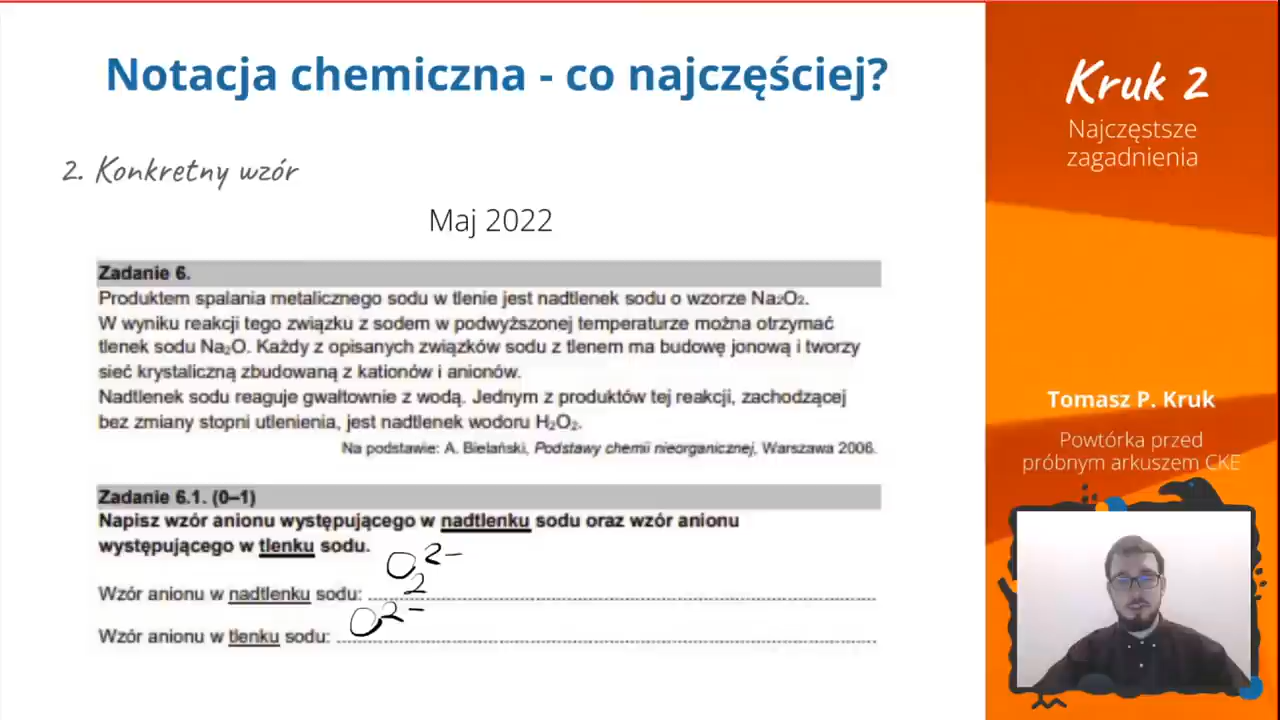 Notacja chemiczna - co najczęściej?
2. Konkretny wzór
Maj 2022
Zadanie 6.
Produktem spalania metalicznego sodu w tlenie jest nadtlenek sodu o wzorze Na₂O₂.
W wyniku reakcji tego związku z sodem w podwyższonej temperaturze można otrzymać
tlenek sodu Na₂O. Każdy z opisanych związków sodu z tlenem ma budowę jonową i tworzy
sieć krystaliczną zbudowaną z kationów i anionów.
Nadtlenek sodu reaguje gwałtownie z wodą. Jednym z produktów tej reakcji, zachodzącej
bez zmiany stopni utlenienia, jest nadtlenek wodoru H₂O₂.
Na podstawie: A. Bielański, Podstawy chemii nieorganicznej, Warszawa 2006.
Zadanie 6.1. (0–1)
Napisz wzór anionu występującego w nadtlenku sodu oraz wzór anionu
występującego w tlenku sodu.
Wzór anionu w nadtlenku sodu: O₂²⁻
Wzór anionu w tlenku sodu: O²⁻
Kruk 2
Najczęstsze
zagadnienia
Tomasz P. Kruk
Powtórka przed
próbnym arkuszem CKE